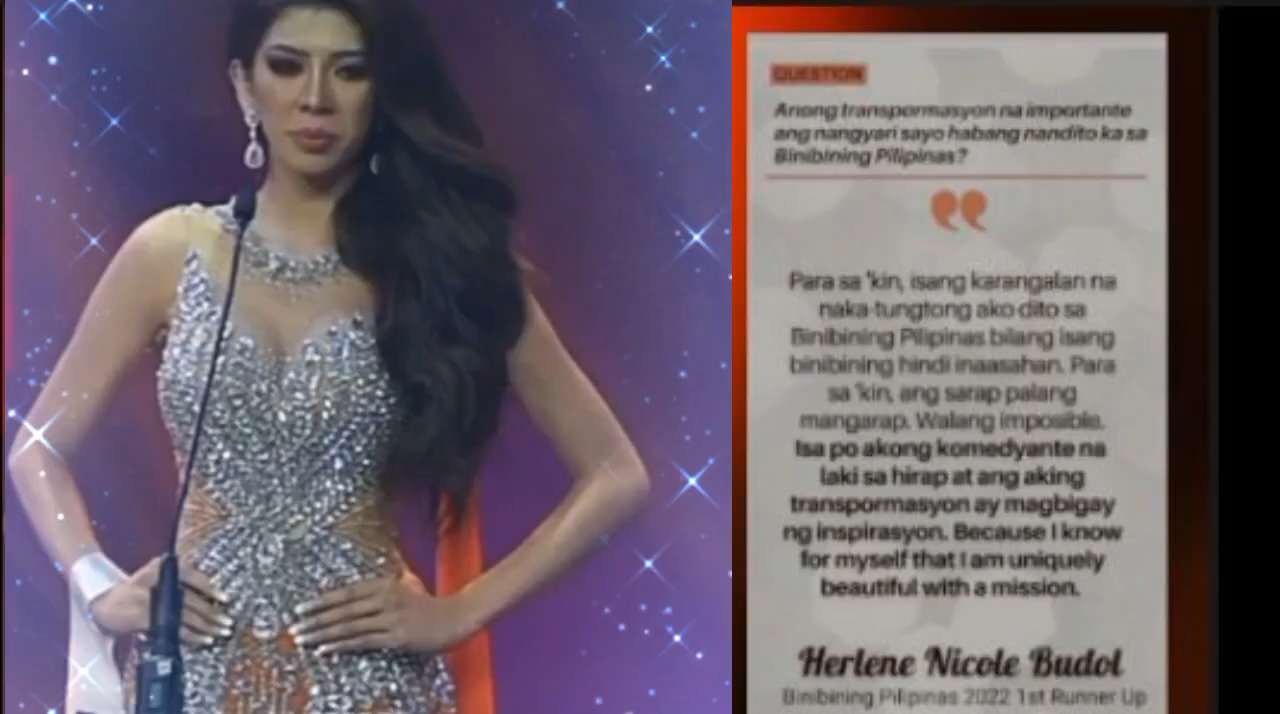 QUESTION
Anong transpormasyon na importante
ang nangyari sayo habang nandito ka sa
Binibining Pilipinas?
Para sa 'kin, isang karangalan na
naka-tungtong ako dito sa
Binibining Pilipinas bilang isang
binibining hindi inaasahan. Para
sa 'kin, ang sarap palang
mangarap. Walang imposible.
Isa po akong komedyante na
laki sa hirap at ang aking
transpormasyon ay magbigay
ng inspirasyon. Because I know
for myself that I am uniquely
beautiful with a mission.
Herlene Nicole Budol
Binibining Pilipinas 2022 1st Runner Up